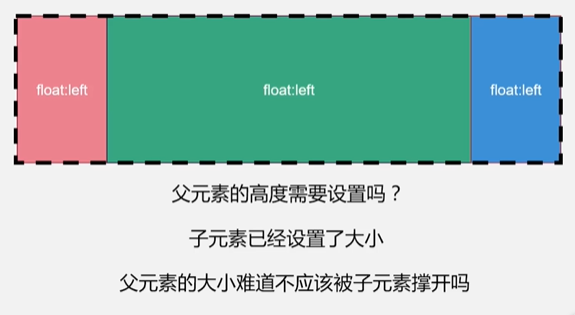 float:left float:left float:left
父元素的高度需要设置吗？
子元素已经设置了大小
父元素的大小难道不应该被子元素撑开吗